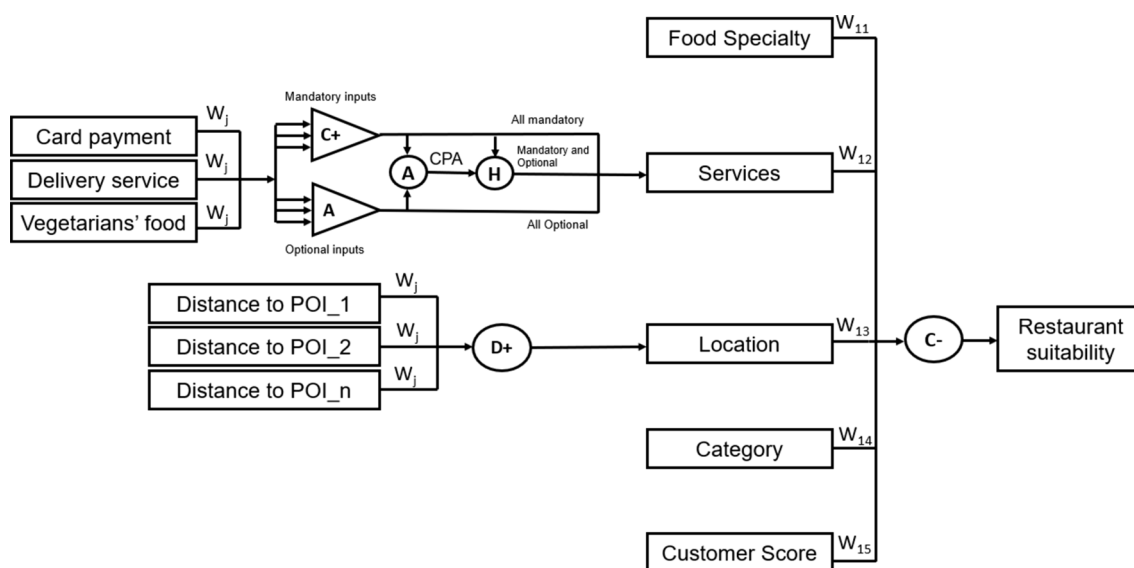 Food Specialty
W11
Mandatory inputs
Card payment
Wj
Delivery service
Wj
Vegetarians' food
Wj
C+
A
Optional inputs
A
CPA
H
All mandatory
Mandatory and
Optional
All Optional
Services
W12
Distance to POI_1
Wj
Distance to POI_2
Wj
Distance to POI_n
Wj
D+
Location
W13
C-
Restaurant
suitability
Category
W14
Customer Score
W15